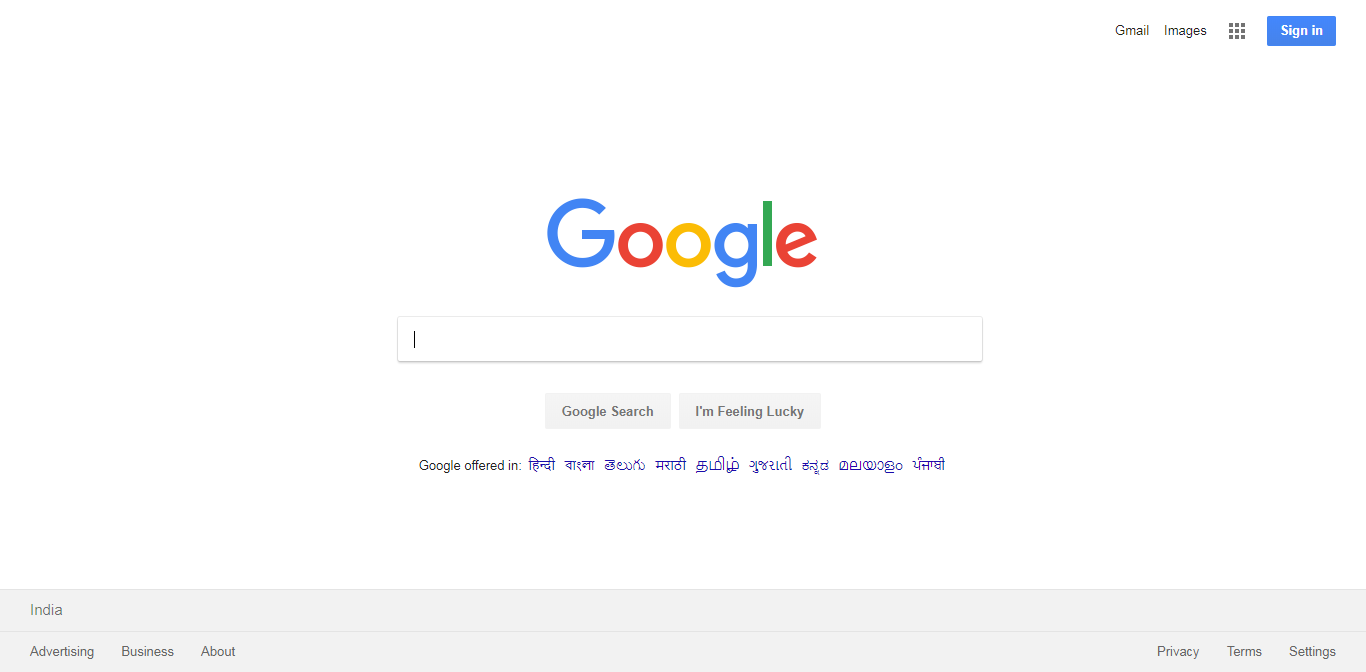 Gmail Images Sign in
Google
Google Search I'm Feeling Lucky
Google offered in: हिन्दी বাংলা తెలుగు मराठी தமிழ் ગુજરાતી ಕನ್ನಡ മലയാളം ਪੰਜਾਬੀ
India
Advertising Business About Privacy Terms Settings